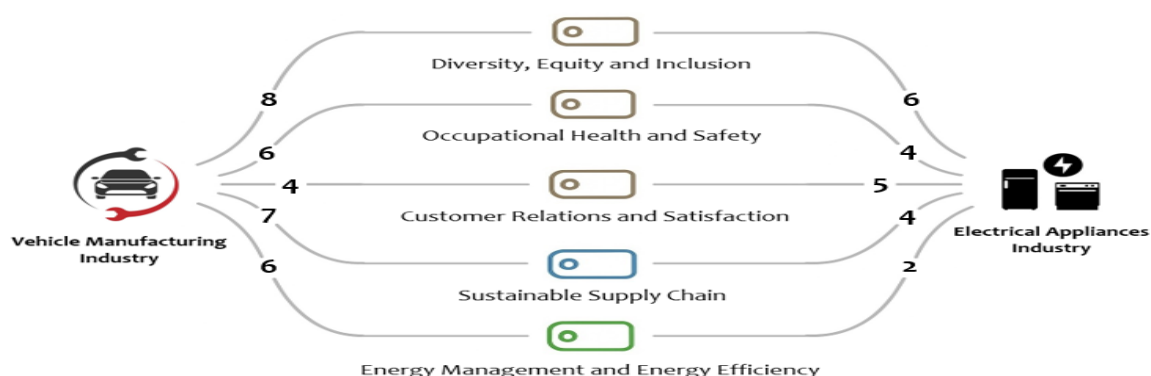 Diversity, Equity and Inclusion
8
6
Occupational Health and Safety
6
4
4
5
Customer Relations and Satisfaction
7
4
Vehicle Manufacturing
Industry
Electrical Appliances
Industry
6
2
Sustainable Supply Chain
Energy Management and Energy Efficiency